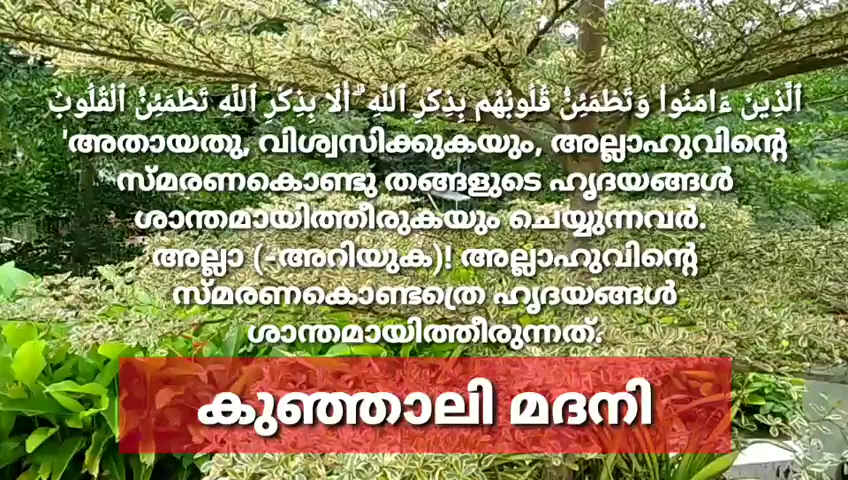 ٱلَّذِينَ ءَامَنُوا۟ وَتَطْمَئِنُّ قُلُوبُهُم بِذِكْرِ ٱللَّهِ ۗ أَلَا بِذِكْرِ ٱللَّهِ تَطْمَئِنُّ ٱلْقُلُوبُ
'അതായതു, വിശ്വസിക്കുകയും, അല്ലാഹുവിന്റെ
സ്മരണകൊണ്ടു തങ്ങളുടെ ഹൃദയങ്ങൾ
ശാന്തമായിത്തീരുകയും ചെയ്യുന്നവർ.
അല്ലാ (-അറിയുക)! അല്ലാഹുവിന്റെ
സ്മരണകൊണ്ടത്രെ ഹൃദയങ്ങൾ
ശാന്തമായിത്തീരുന്നത്.
കുഞ്ഞാലി മദനി